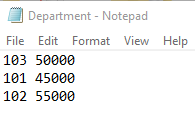 Department - Notepad
File Edit Format View Help
103 50000
101 45000
102 55000